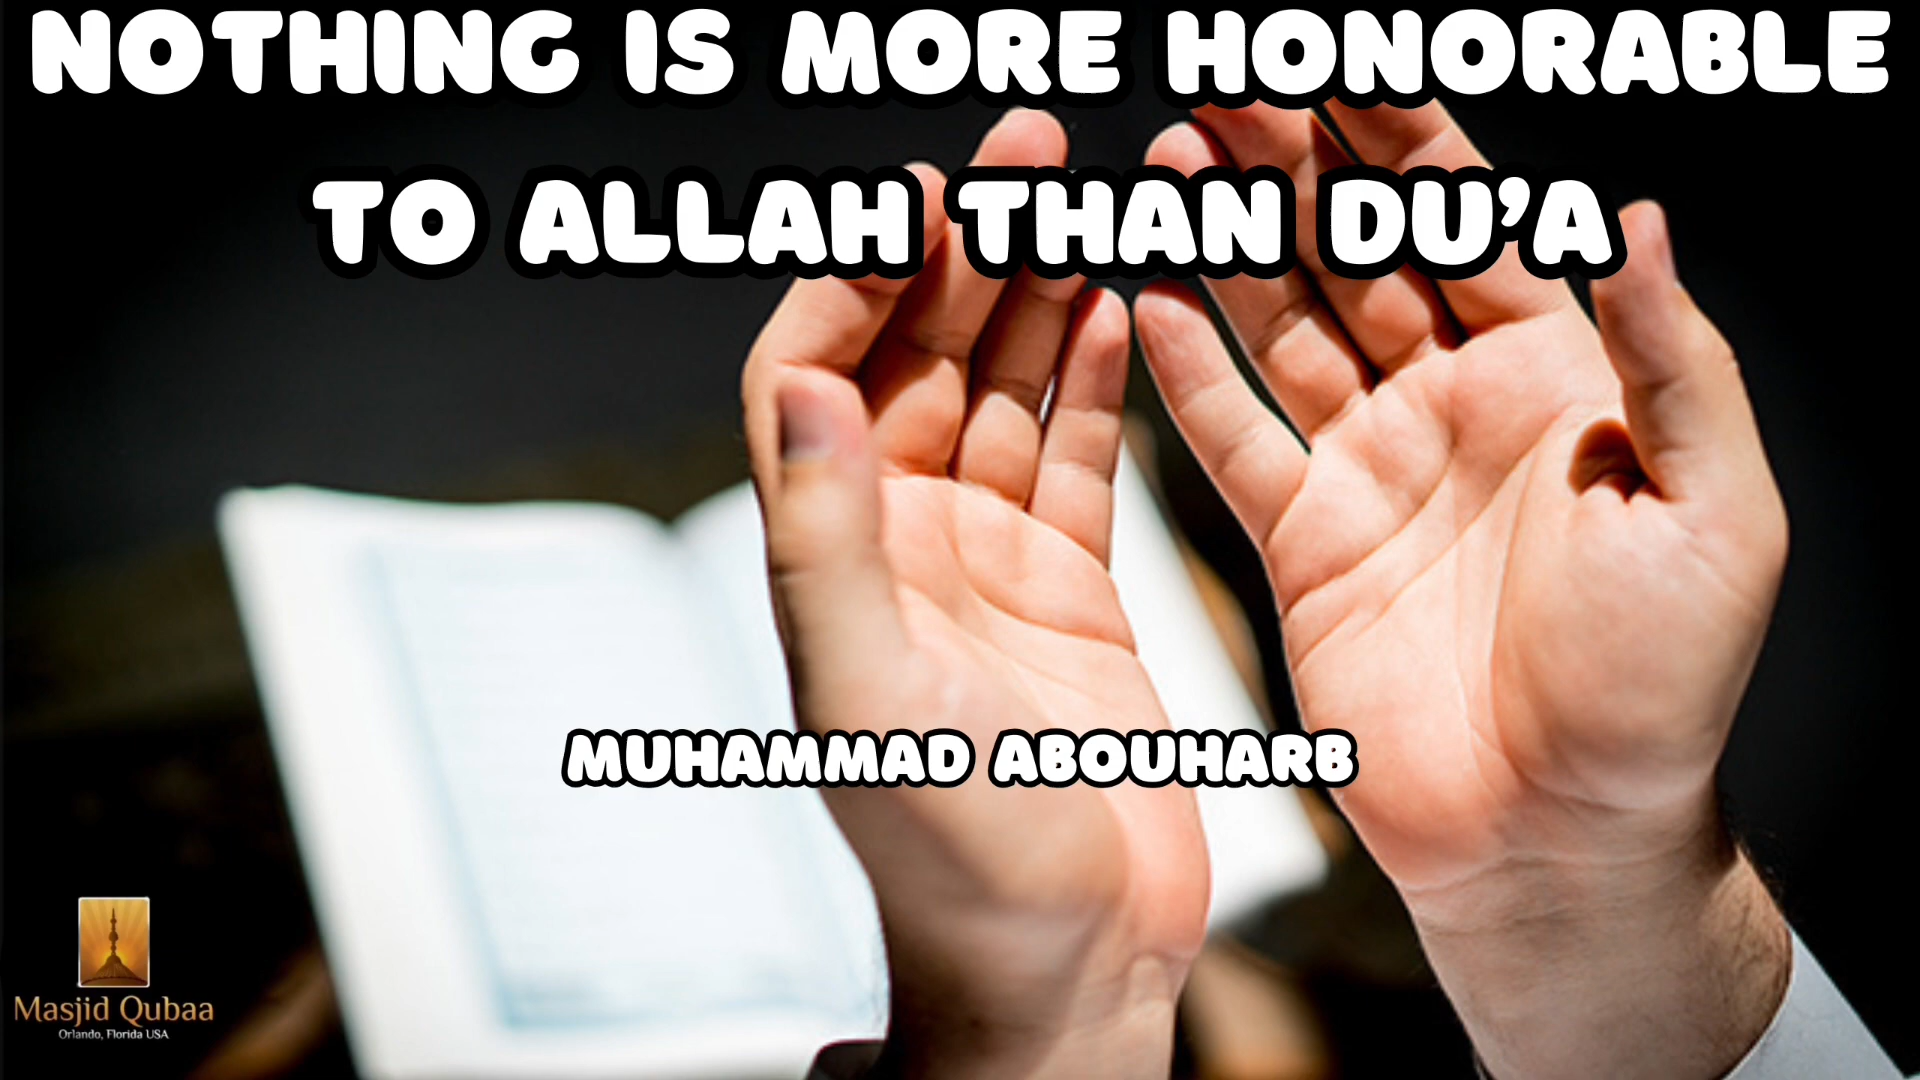 NOTHING IS MORE HONORABLE
TO ALLAH THAN DU'A
MUHAMMAD ABOUHARB
Masjid Qubaa
Orlando, Florida USA